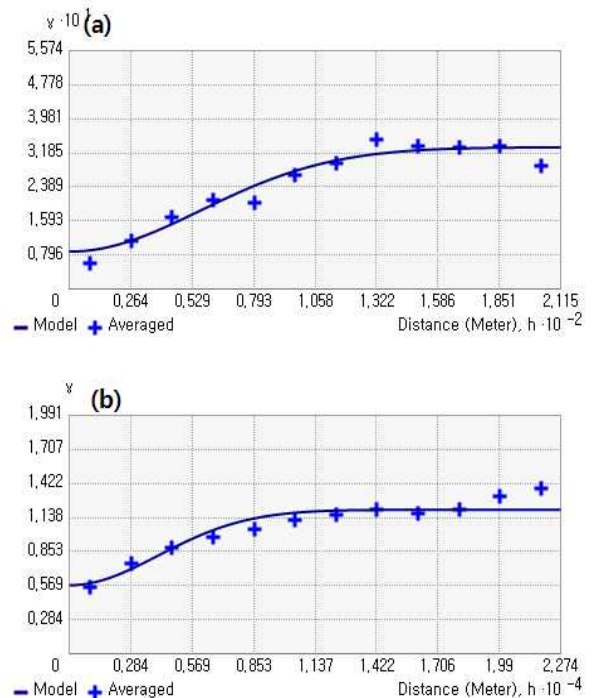 γ · 10 ¹ (a)
5,574
4,778
3,981
3,185
2,389
1,593
0,796
0 0,264 0,529 0,793 1,058 1,322 1,586 1,851 2,115
Model Averaged Distance (Meter), h · 10 ⁻²
γ (b)
1,991
1,707
1,422
1,138
0,853
0,569
0,284
0 0,284 0,569 0,853 1,137 1,422 1,706 1,99 2,274
Model Averaged Distance (Meter), h · 10 ⁻⁴